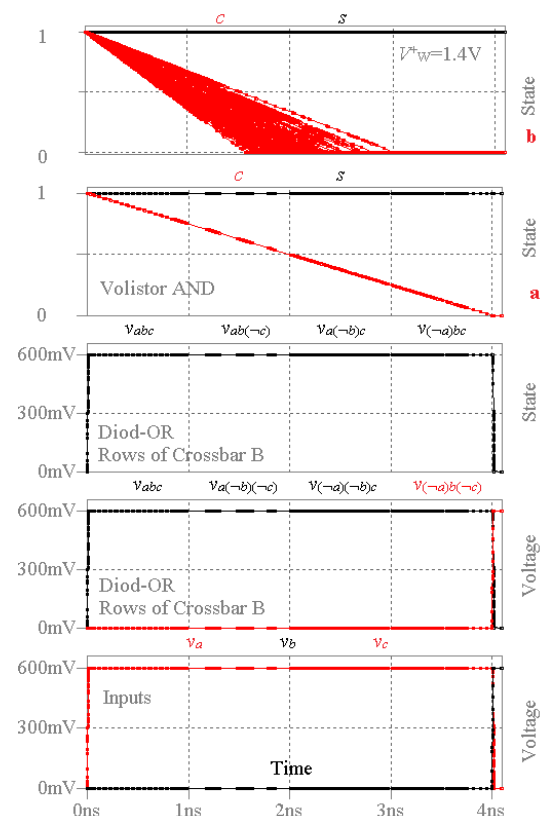 C S
1
V⁺w=1.4V
State
b
0
C S
1
Volistor AND
State
a
0
vabc vab(¬c) va(¬b)c v(¬a)bc
600mV
300mV
Diod-OR
Rows of Crossbar B
State
0mV
vabc va(¬b)(¬c) v(¬a)(¬b)c v(¬a)b(¬c)
600mV
300mV
Diod-OR
Rows of Crossbar B
Voltage
0mV
va vb vc
600mV
Inputs
300mV
Voltage
Time
0mV
0ns 1ns 2ns 3ns 4ns